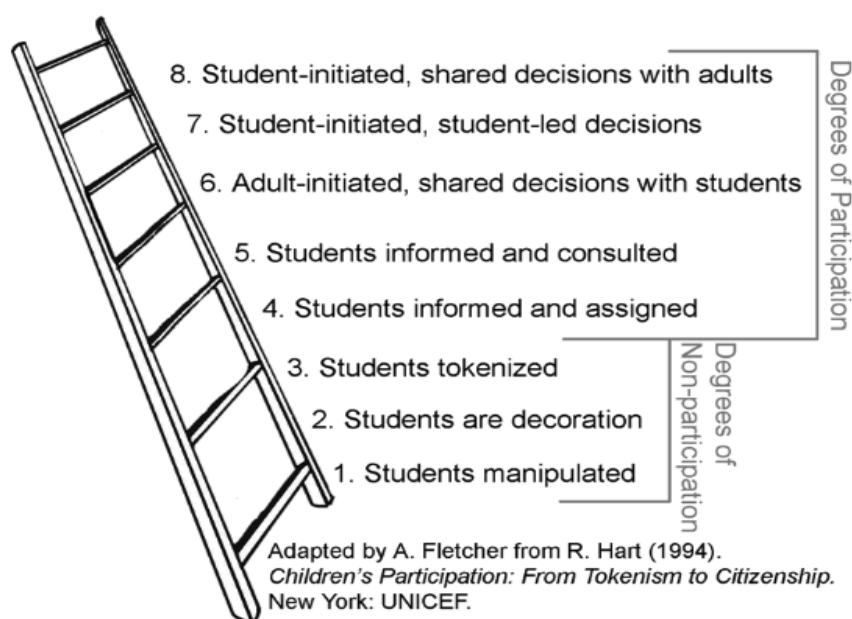 8. Student-initiated, shared decisions with adults
7. Student-initiated, student-led decisions
6. Adult-initiated, shared decisions with students
5. Students informed and consulted
4. Students informed and assigned
3. Students tokenized
2. Students are decoration
1. Students manipulated
Degrees of Participation
Degrees of
Non-participation
Adapted by A. Fletcher from R. Hart (1994).
Children's Participation: From Tokenism to Citizenship.
New York: UNICEF.